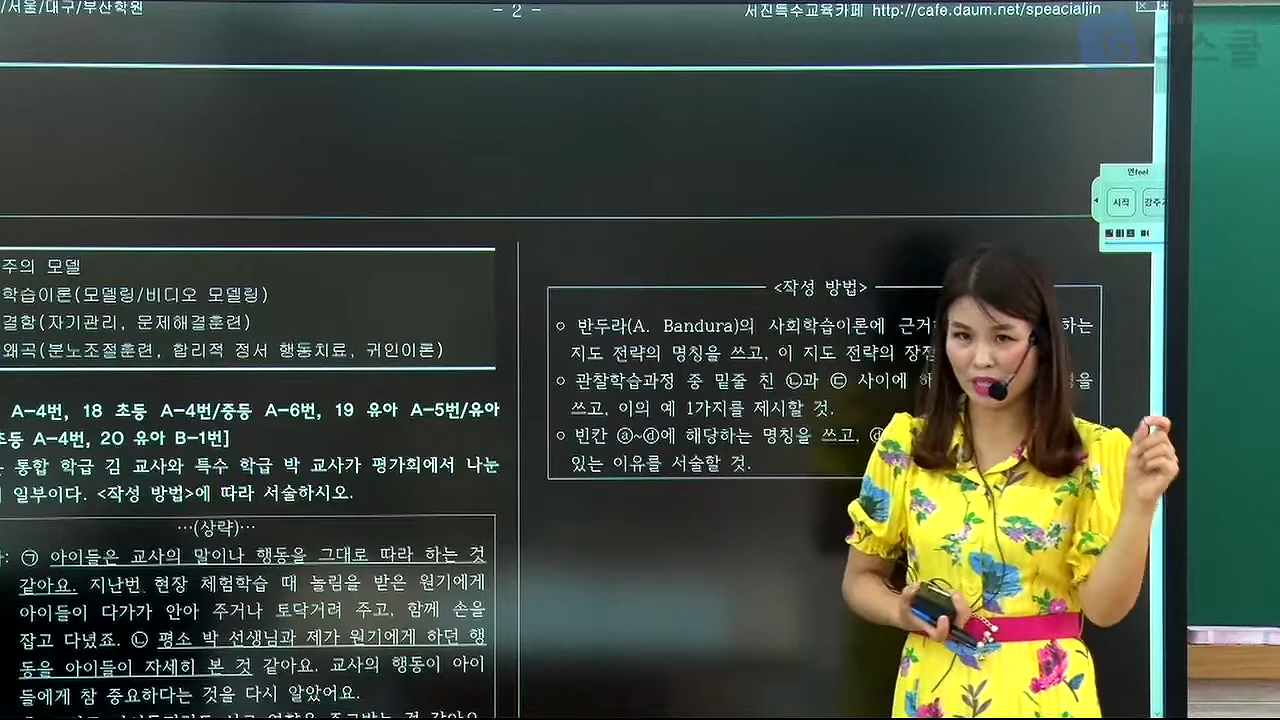 /서울/대구/부산학원
- 2 -
서진특수교육카페 http://cafe.daum.net/speacialjin
G스쿨
면feel
시작
주의 모델
학습이론(모델링/비디오 모델링)
결함(자기관리, 문제해결훈련)
왜곡(분노조절훈련, 합리적 정서 행동치료, 귀인이론)
A-4번, 18 초등 A-4번/중등 A-6번, 19 유아 A-5번/유아
초등 A-4번, 20 유아 B-1번]
통합 학급 김 교사와 특수 학급 박 교사가 평가회에서 나눈
일부이다. <작성 방법>에 따라 서술하시오.
…(상략)…
㉠ 아이들은 교사의 말이나 행동을 그대로 따라 하는 것
같아요. 지난번 현장 체험학습 때 놀림을 받은 원기에게
아이들이 다가가 안아 주거나 토닥거려 주고, 함께 손을
잡고 다녔죠. ㉡ 평소 박 선생님과 제가 원기에게 하던 행
동을 아이들이 자세히 본 것 같아요. 교사의 행동이 아이
들에게 참 중요하다는 것을 다시 알았어요.
<작성 방법>
○ 반두라(A. Bandura)의 사회학습이론에 하는
지도 전략의 명칭을 쓰고, 이 지도 전략의
○ 관찰학습과정 중 밑줄 친 ㉡과 ㉢ 사이에
쓰고, 이의 예 1가지를 제시할 것.
○ 빈칸 ⓐ~ⓓ에 해당하는 명칭을 쓰고,
있는 이유를 서술할 것.